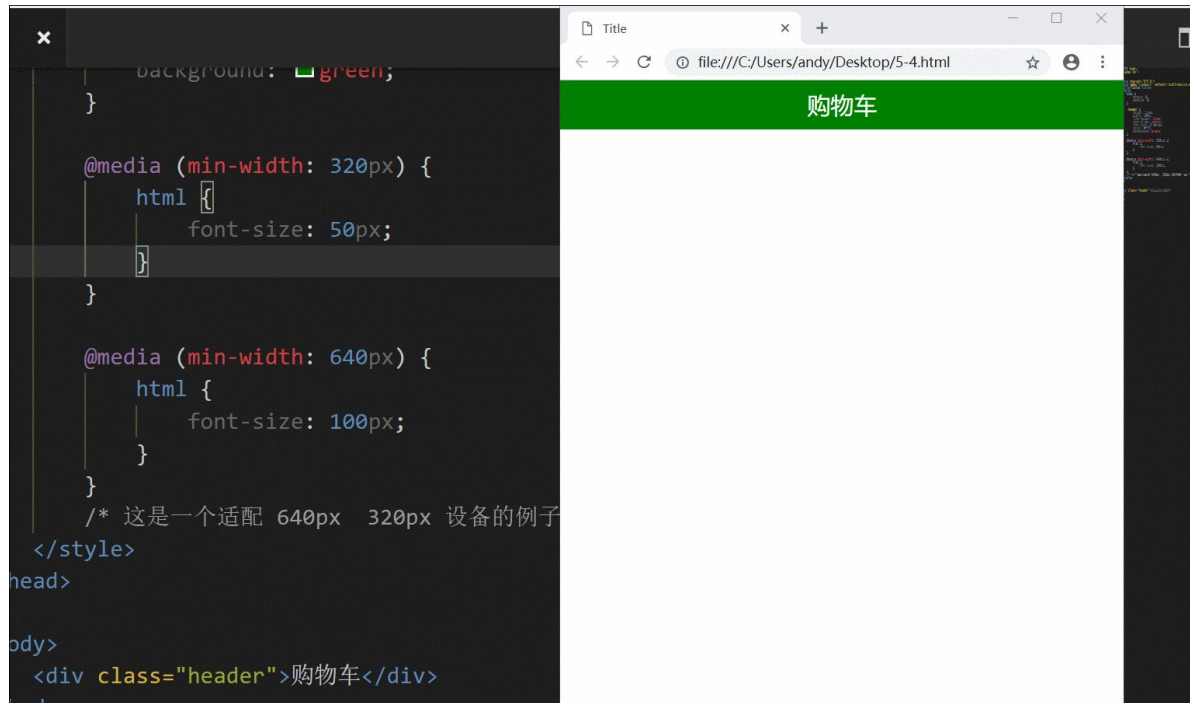 background: green;
}
@media (min-width: 320px) {
html {
font-size: 50px;
}
}
@media (min-width: 640px) {
html {
font-size: 100px;
}
}
/* 这是一个适配 640px  320px 设备的例子
</style>
head>
ody>
<div class="header">购物车</div>
Title
file:///C:/Users/andy/Desktop/5-4.html
购物车